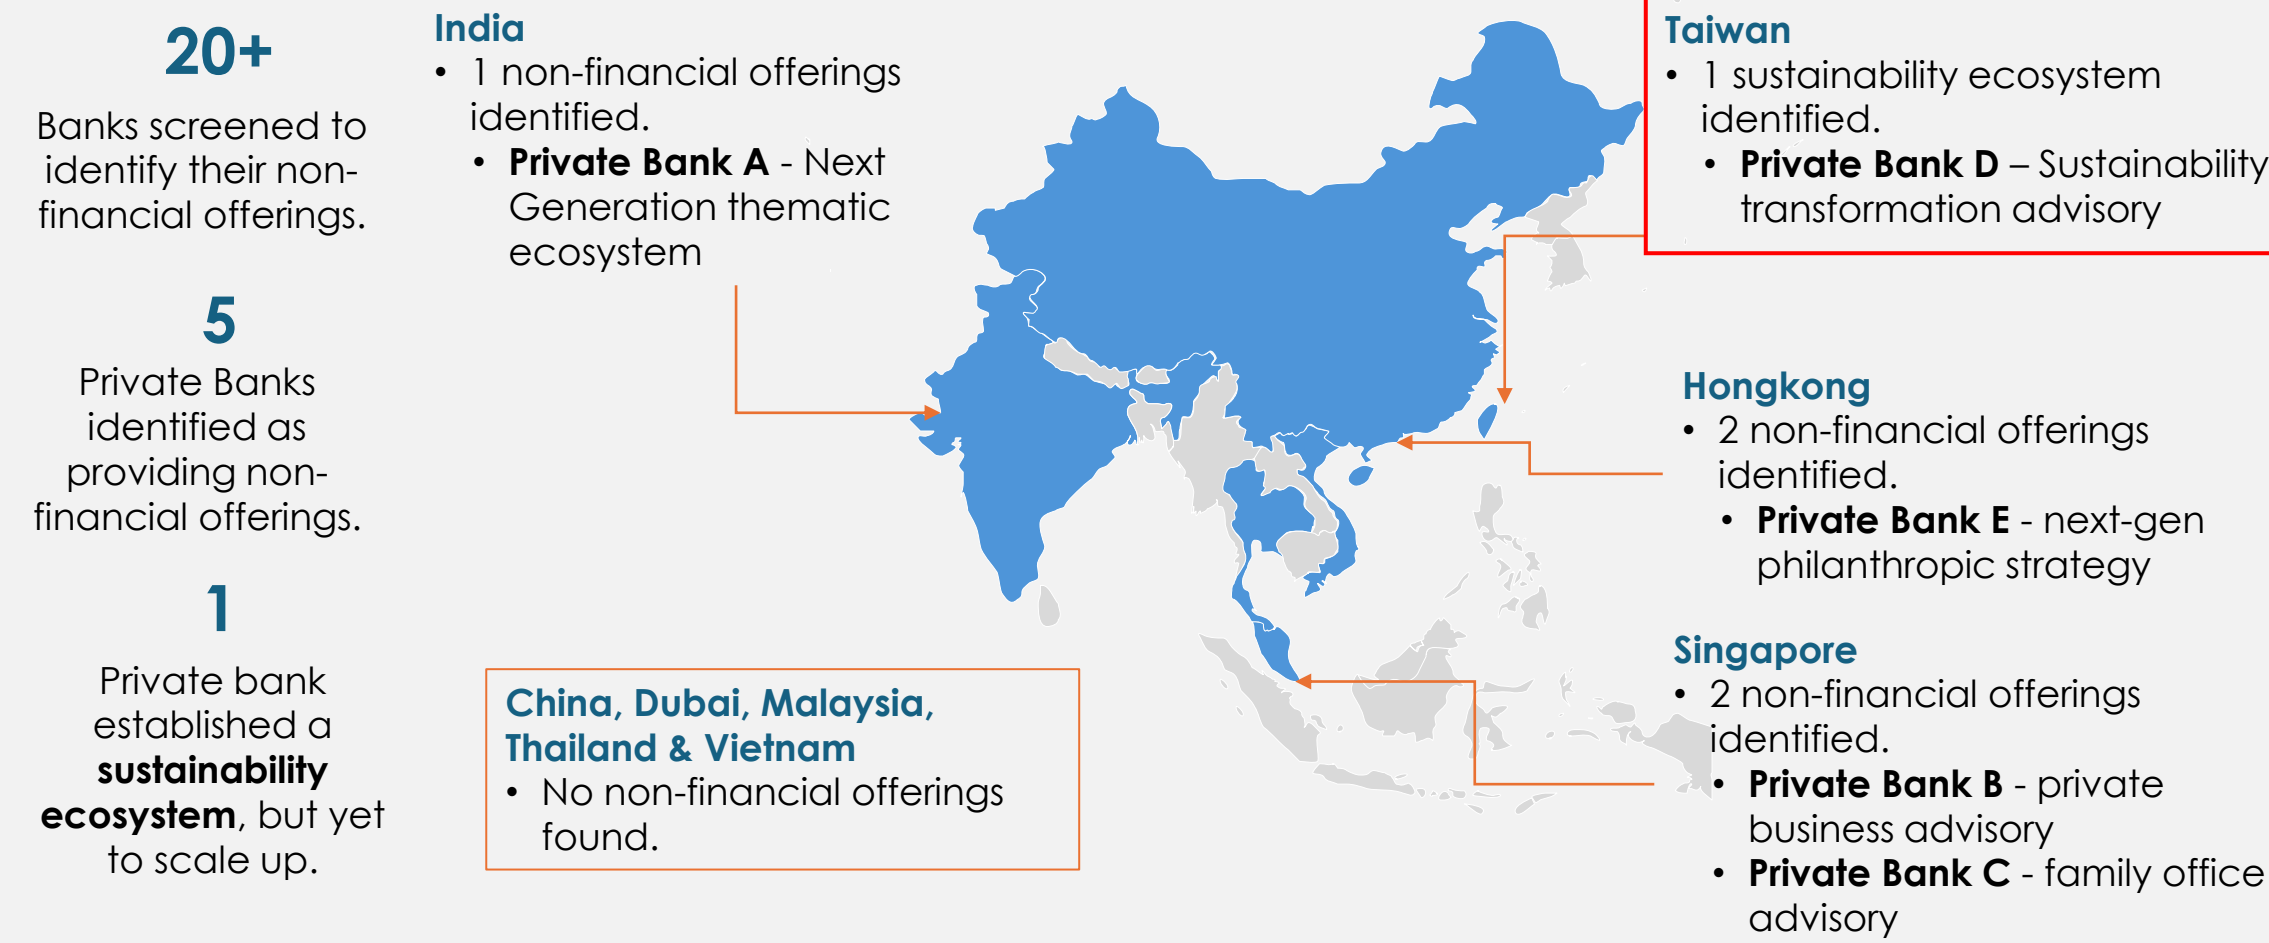 20+
Banks screened to
identify their non-
financial offerings.
5
Private Banks
identified as
providing non-
financial offerings.
1
Private bank
established a
sustainability
ecosystem, but yet
to scale up.
India
• 1 non-financial offerings
identified.
• Private Bank A - Next
Generation thematic
ecosystem
China, Dubai, Malaysia,
Thailand & Vietnam
• No non-financial offerings
found.
Taiwan
• 1 sustainability ecosystem
identified.
• Private Bank D – Sustainability
transformation advisory
Hongkong
• 2 non-financial offerings
identified.
• Private Bank E - next-gen
philanthropic strategy
Singapore
• 2 non-financial offerings
identified.
• Private Bank B - private
business advisory
• Private Bank C - family office
advisory